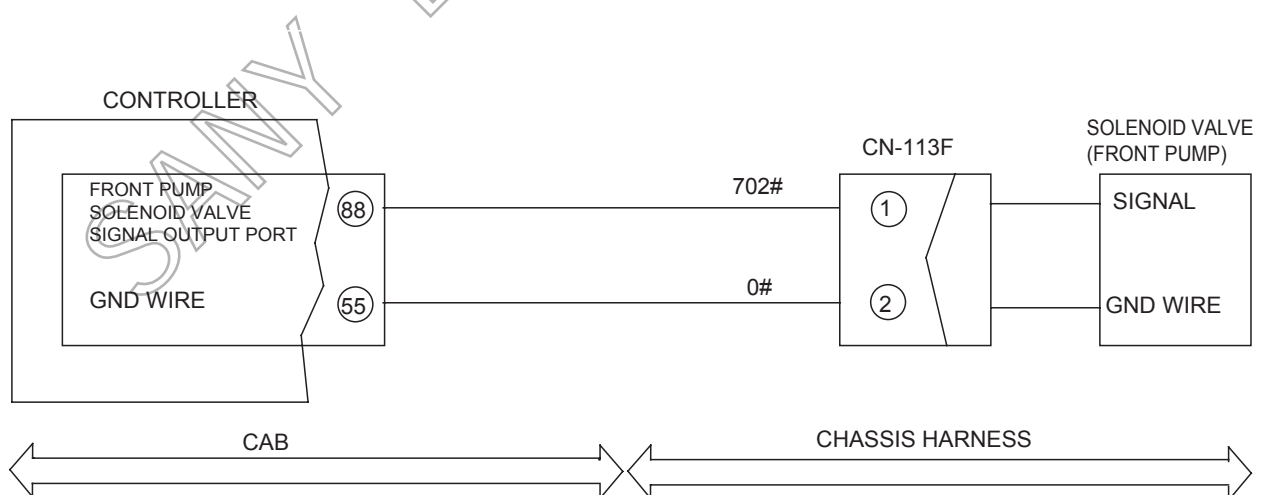 CONTROLLER
FRONT PUMP
SOLENOID VALVE
SIGNAL OUTPUT PORT
88
GND WIRE
55
702#
0#
CN-113F
1
2
SOLENOID VALVE
(FRONT PUMP)
SIGNAL
GND WIRE
CAB
CHASSIS HARNESS
SANY